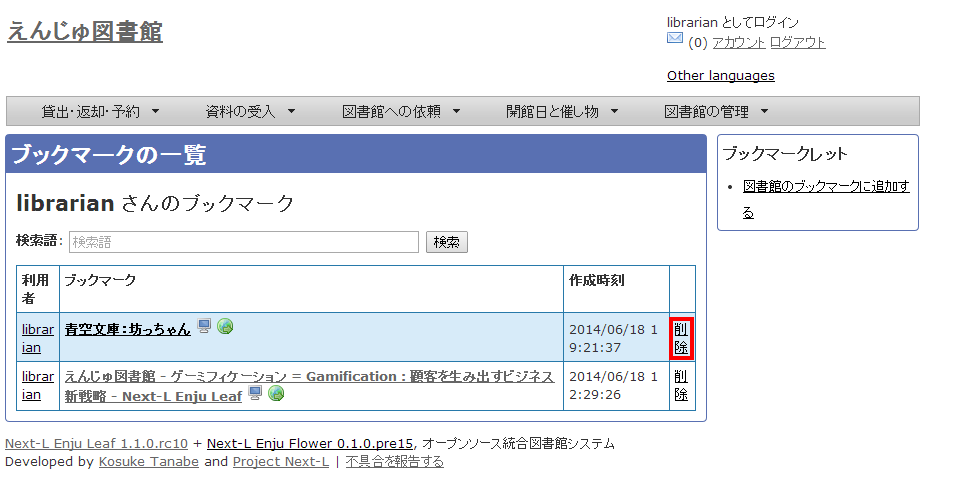 えんじゅ図書館
librarian としてログイン
(0) アカウント ログアウト
Other languages
貸出・返却・予約 ▼ 資料の受入 ▼ 図書館への依頼 ▼ 開館日と催し物 ▼ 図書館の管理 ▼
ブックマークの一覧
librarian さんのブックマーク
検索語: 検索語 検索
利用者 ブックマーク 作成時刻
librarian 青空文庫:坊っちゃん 2014/06/18 19:21:37 削除
librarian えんじゅ図書館 - ゲーミフィケーション = Gamification : 顧客を生み出すビジネス
新戦略 - Next-L Enju Leaf 2014/06/18 12:29:26 削除
ブックマークレット
• 図書館のブックマークに追加す
る
Next-L Enju Leaf 1.1.0.rc10 + Next-L Enju Flower 0.1.0.pre15, オープンソース統合図書館システム
Developed by Kosuke Tanabe and Project Next-L | 不具合を報告する